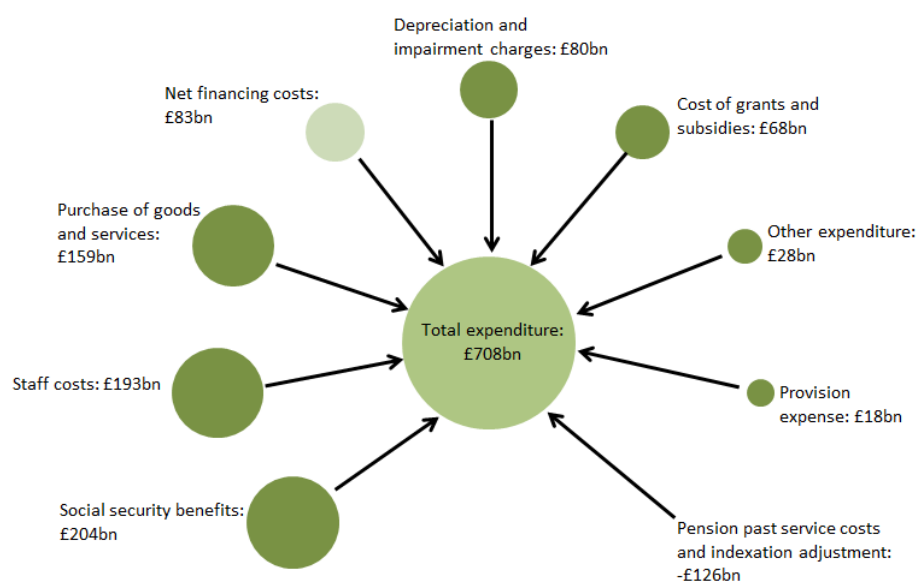 Depreciation and
impairment charges: £80bn
Net financing costs:
£83bn
Cost of grants and
subsidies: £68bn
Purchase of goods
and services:
£159bn
Other expenditure:
£28bn
Total expenditure:
£708bn
Staff costs: £193bn
Provision
expense: £18bn
Social security benefits:
£204bn
Pension past service costs
and indexation adjustment:
-£126bn